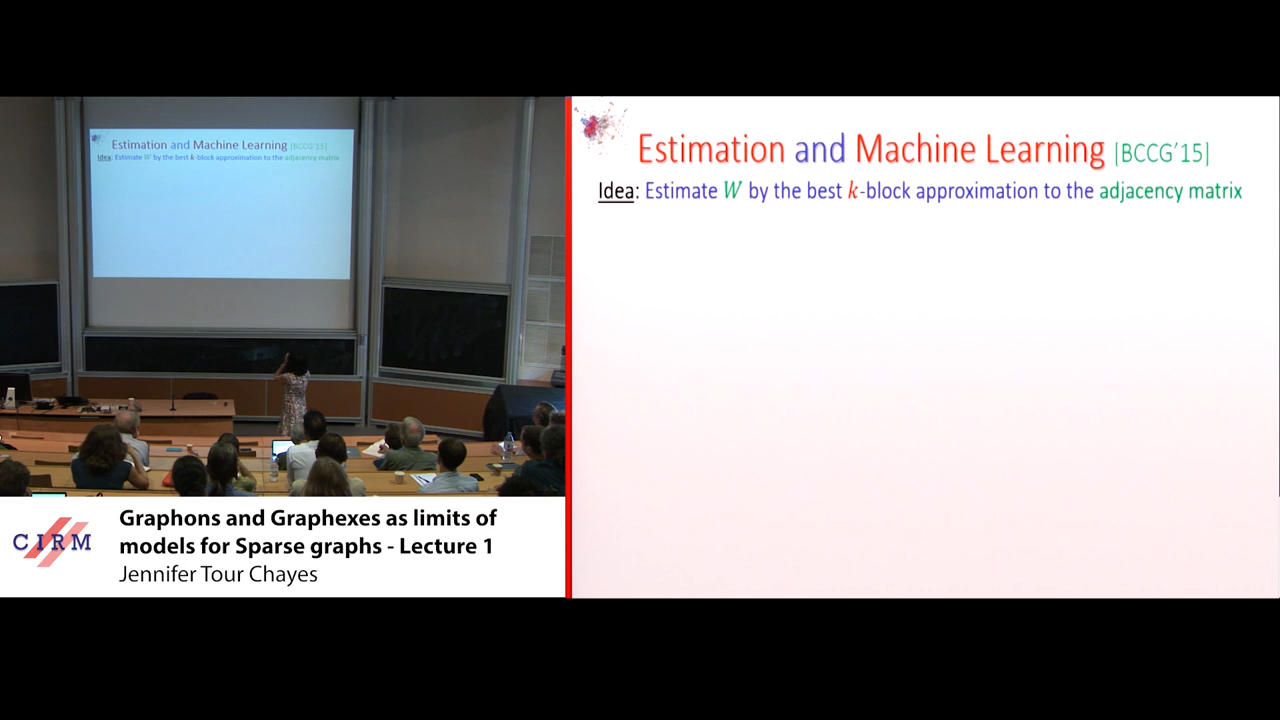 Estimation and Machine Learning [BCCG'15]
Idea: Estimate W by the best k-block approximation to the adjacency matrix
Estimation and Machine Learning [BCCG'15]
Idea: Estimate W by the best k-block approximation to the adjacency matrix
CIRM
Graphons and Graphexes as limits of
models for Sparse graphs - Lecture 1
Jennifer Tour Chayes